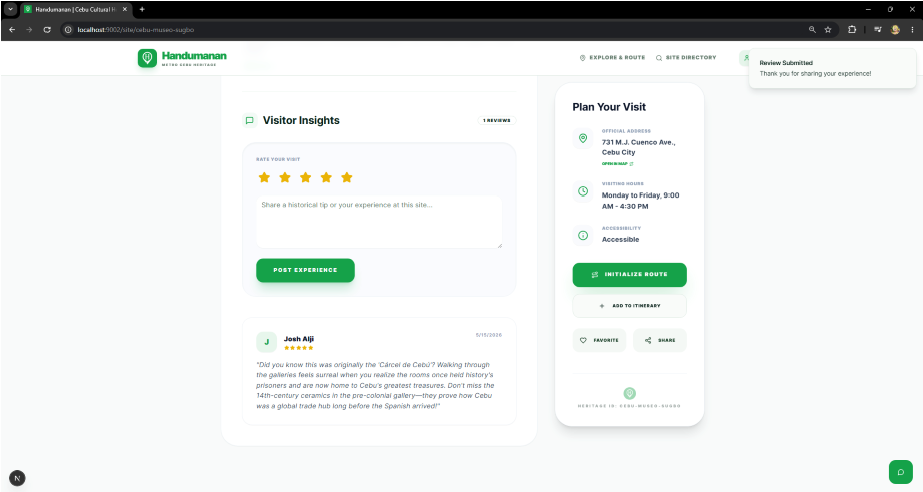 Handumanan | Cebu Cultural H
localhost:9002/site/cebu-museo-sugbo
Handumanan
METRO CEBU HERITAGE
EXPLORE & ROUTE
SITE DIRECTORY
Review Submitted
Thank you for sharing your experience!
Visitor Insights
1 REVIEWS
RATE YOUR VISIT
Share a historical tip or your experience at this site...
POST EXPERIENCE
J
Josh Alji
5/15/2026
"Did you know this was originally the 'Cárcel de Cebú'? Walking through
the galleries feels surreal when you realize the rooms once held history's
prisoners and are now home to Cebu's greatest treasures. Don't miss the
14th-century ceramics in the pre-colonial gallery—they prove how Cebu
was a global trade hub long before the Spanish arrived!"
Plan Your Visit
OFFICIAL ADDRESS
731 M.J. Cuenco Ave.,
Cebu City
OPEN IN MAP
VISITING HOURS
Monday to Friday, 9:00
AM - 4:30 PM
ACCESSIBILITY
Accessible
INITIALIZE ROUTE
ADD TO ITINERARY
FAVORITE
SHARE
HERITAGE ID: CEBU-MUSEO-SUGBO
N